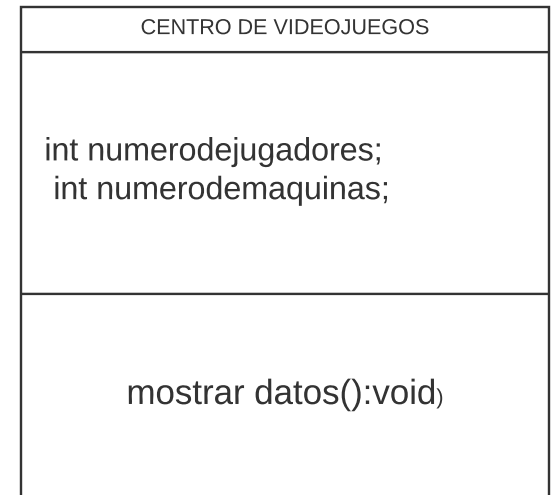 CENTRO DE VIDEOJUEGOS
int numerodejugadores;
int numerodemaquinas;
mostrar datos():void)